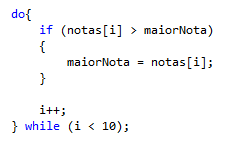 do{
if (notas[i] > maiorNota)
{
maiorNota = notas[i];
}
i++;
} while (i < 10);